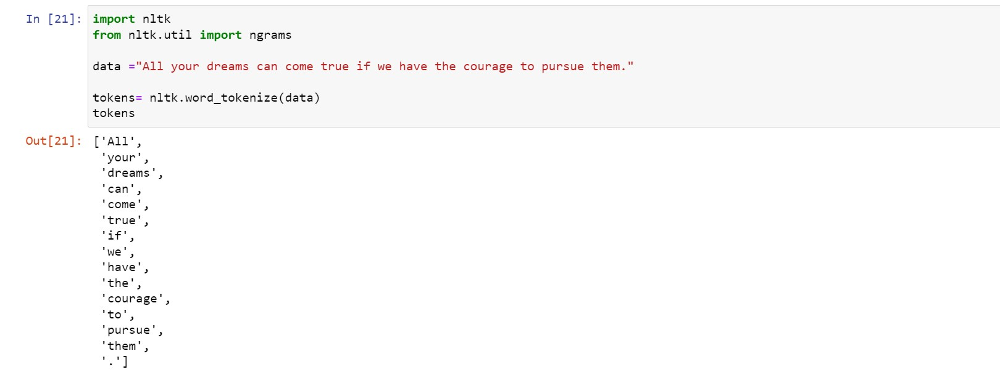 In [21]: import nltk
from nltk.util import ngrams
data ="All your dreams can come true if we have the courage to pursue them."
tokens= nltk.word_tokenize(data)
tokens
Out[21]: ['All',
'your',
'dreams',
'can',
'come',
'true',
'if',
'we',
'have',
'the',
'courage',
'to',
'pursue',
'them',
'.']